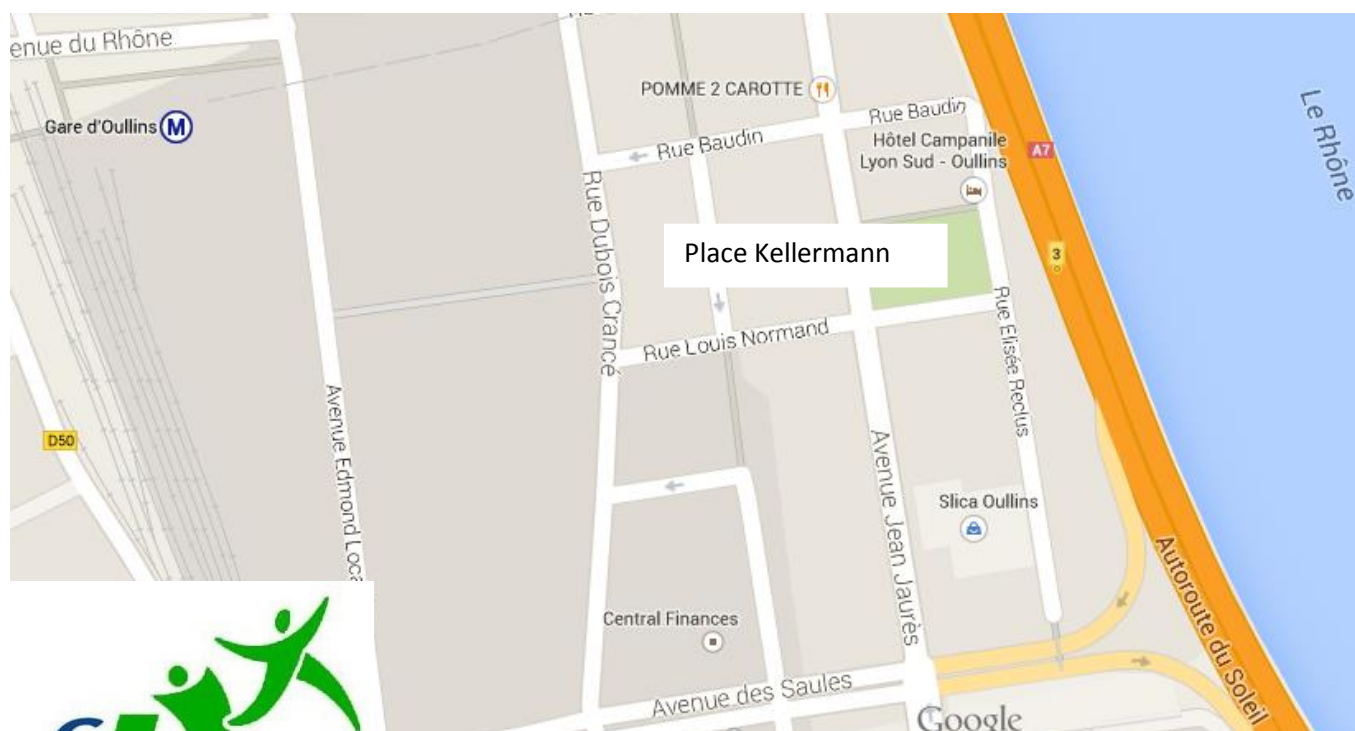 enue du Rhône
Gare d'Oullins M
POMME 2 CAROTTE
Rue Baudin
Rue Baudin
Hôtel Campanile
Lyon Sud - Oullins
A7
Le Rhône
Rue Dubois Crancé
Place Kellermann
3
Rue Louis Normand
Rue Elisée Reclus
D50
Avenue Edmond Loca
Avenue Jean Jaurès
Slica Oullins
Autoroute du Soleil
Central Finances
Avenue des Saules
Google